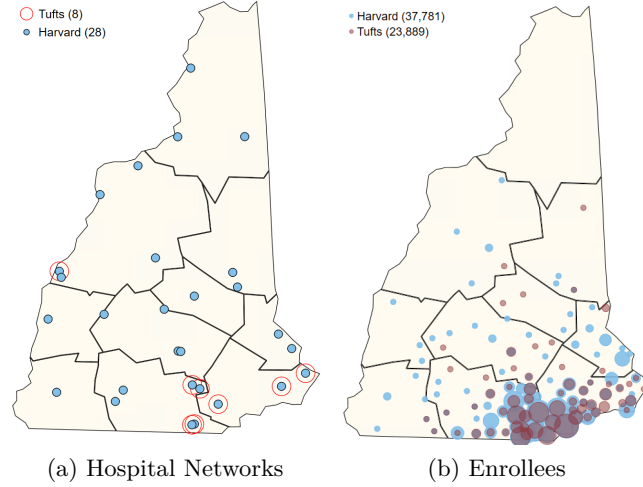 Tufts (8)
Harvard (28)
Harvard (37,781)
Tufts (23,889)
(a) Hospital Networks
(b) Enrollees